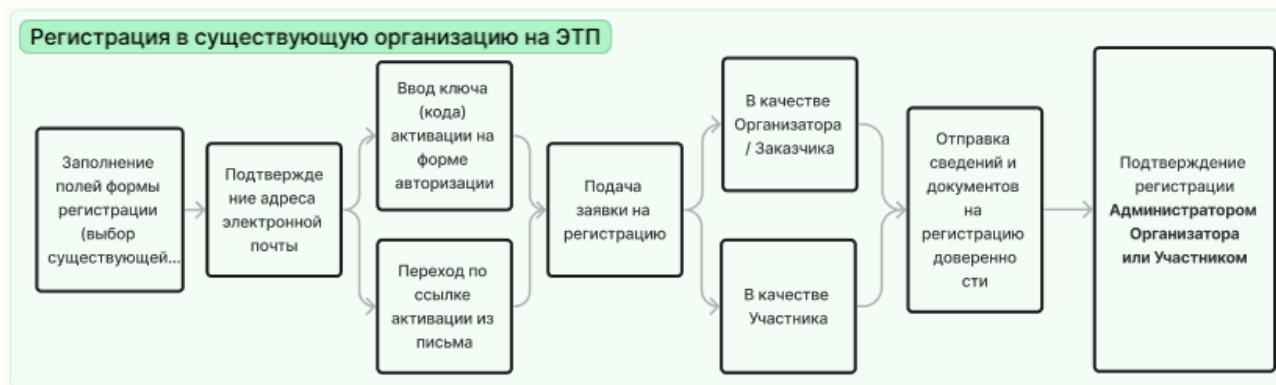 Регистрация в существующую организацию на ЭТП
Заполнение
полей формы
регистрации
(выбор
существующей...
Подтвержде
ние адреса
электронной
почты
Ввод ключа
(кода)
активации на
форме
авторизации
Переход по
ссылке
активации из
письма
Подача
заявки на
регистрацию
В качестве
Организатора
/ Заказчика
В качестве
Участника
Отправка
сведений и
документов
на
регистрацию
доверенно
сти
Подтверждение
регистрации
Администратором
Организатора
или Участником